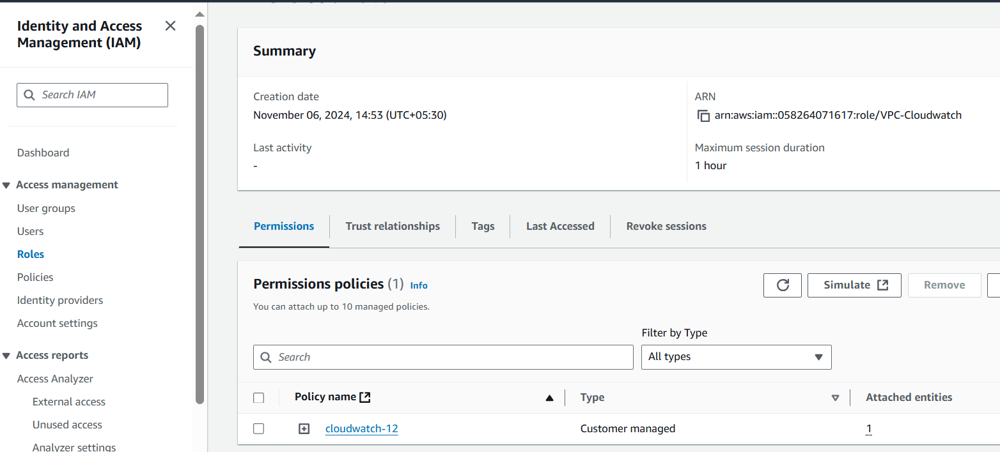 Identity and Access
Management (IAM)
Search IAM
Dashboard
Access management
User groups
Users
Roles
Policies
Identity providers
Account settings
Access reports
Access Analyzer
External access
Unused access
Analyzer settings
Summary
Creation date
November 06, 2024, 14:53 (UTC+05:30)
Last activity
-
ARN
arn:aws:iam::058264071617:role/VPC-Cloudwatch
Maximum session duration
1 hour
Permissions
Trust relationships
Tags
Last Accessed
Revoke sessions
Permissions policies (1) Info
You can attach up to 10 managed policies.
Simulate
Remove
Filter by Type
Search
All types
Policy name
Type
Attached entities
cloudwatch-12
Customer managed
1